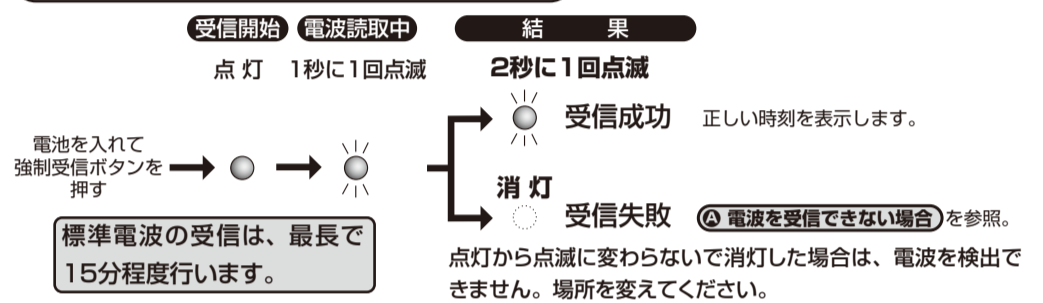 受信開始 電波読取中 結果
点灯 1秒に1回点滅 2秒に1回点滅
電池を入れて
強制受信ボタンを
押す
受信成功 正しい時刻を表示します。
消灯
受信失敗 Ⓐ 電波を受信できない場合を参照。
標準電波の受信は、最長で
15分程度行います。
点灯から点滅に変わらないで消灯した場合は、電波を検出で
きません。場所を変えてください。